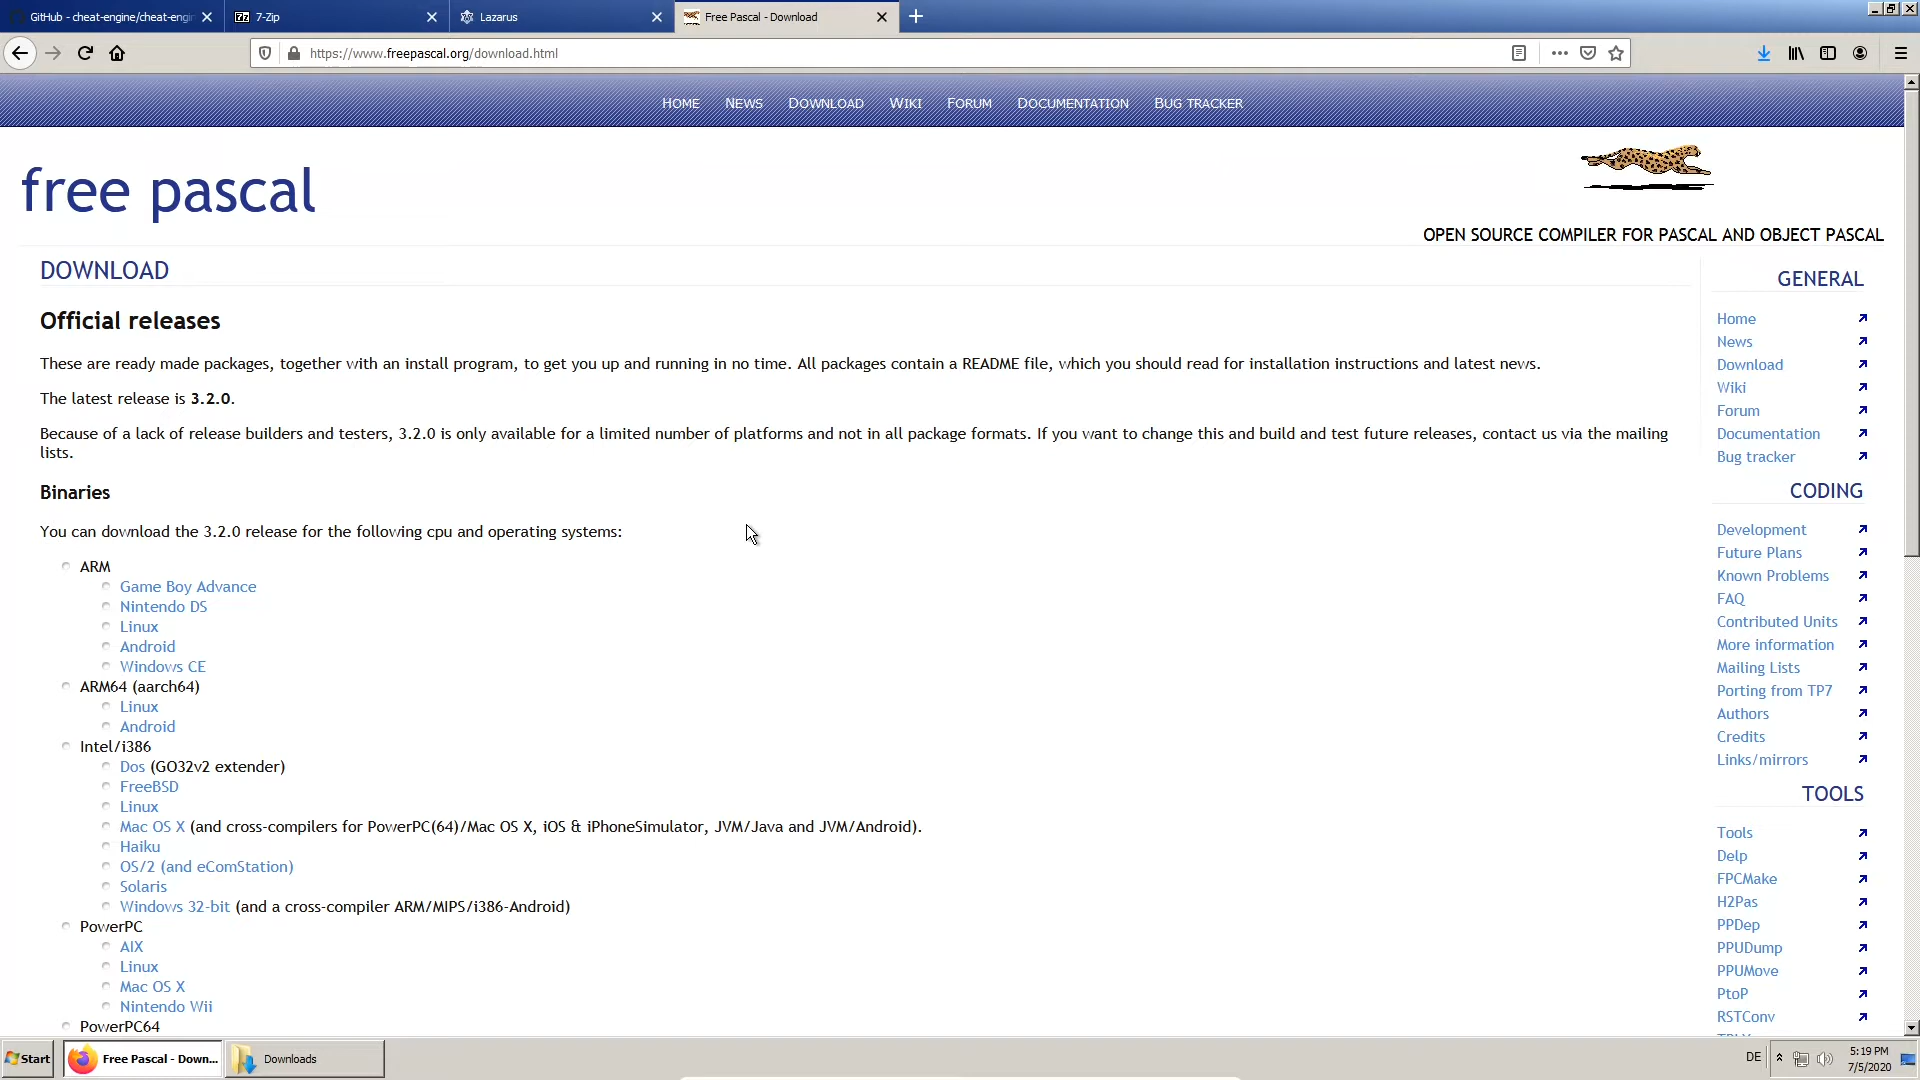 GitHub - cheat-engine/cheat-engin
7-Zip
Lazarus
Free Pascal - Download
https://www.freepascal.org/download.html
HOME NEWS DOWNLOAD WIKI FORUM DOCUMENTATION BUG TRACKER
free pascal
OPEN SOURCE COMPILER FOR PASCAL AND OBJECT PASCAL
DOWNLOAD
Official releases
These are ready made packages, together with an install program, to get you up and running in no time. All packages contain a README file, which you should read for installation instructions and latest news.
The latest release is 3.2.0.
Because of a lack of release builders and testers, 3.2.0 is only available for a limited number of platforms and not in all package formats. If you want to change this and build and test future releases, contact us via the mailing
lists.
Binaries
You can download the 3.2.0 release for the following cpu and operating systems:
ARM
Game Boy Advance
Nintendo DS
Linux
Android
Windows CE
ARM64 (aarch64)
Linux
Android
Intel/i386
Dos (GO32v2 extender)
FreeBSD
Linux
Mac OS X (and cross-compilers for PowerPC(64)/Mac OS X, iOS & iPhoneSimulator, JVM/Java and JVM/Android).
Haiku
OS/2 (and eComStation)
Solaris
Windows 32-bit (and a cross-compiler ARM/MIPS/i386-Android)
PowerPC
AIX
Linux
Mac OS X
Nintendo Wii
PowerPC64
GENERAL
Home
News
Download
Wiki
Forum
Documentation
Bug tracker
CODING
Development
Future Plans
Known Problems
FAQ
Contributed Units
More information
Mailing Lists
Porting from TP7
Authors
Credits
Links/mirrors
TOOLS
Tools
Delp
FPCMake
H2Pas
PPDep
PPUDump
PPUMove
PtoP
RSTConv
Start
Free Pascal - Down...
Downloads
DE
5:19 PM
7/5/2020